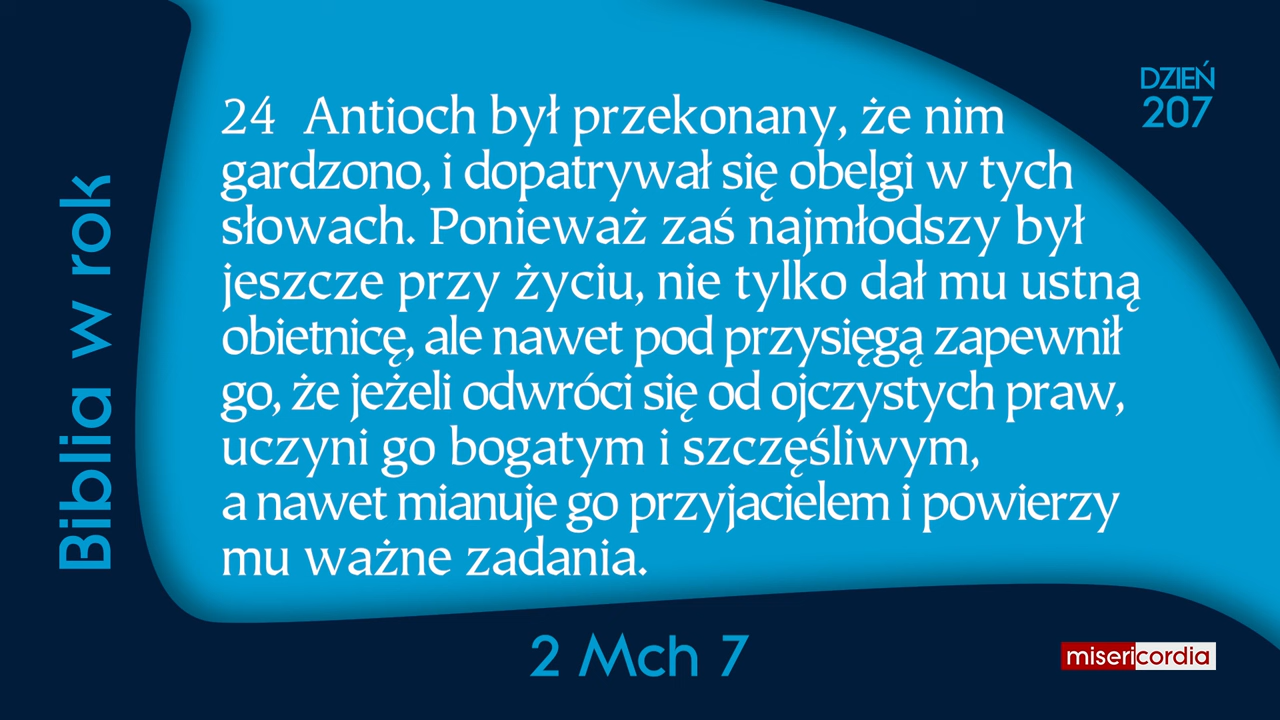 DZIEŃ
207
24 Antioch był przekonany, że nim
gardzono, i dopatrywał się obelgi w tych
słowach. Ponieważ zaś najmłodszy był
jeszcze przy życiu, nie tylko dał mu ustną
obietnicę, ale nawet pod przysięgą zapewnił
go, że jeżeli odwróci się od ojczystych praw,
uczyni go bogatym i szczęśliwym,
a nawet mianuje go przyjacielem i powierzy
mu ważne zadania.
Biblia w rok
2 Mch 7
misericordia